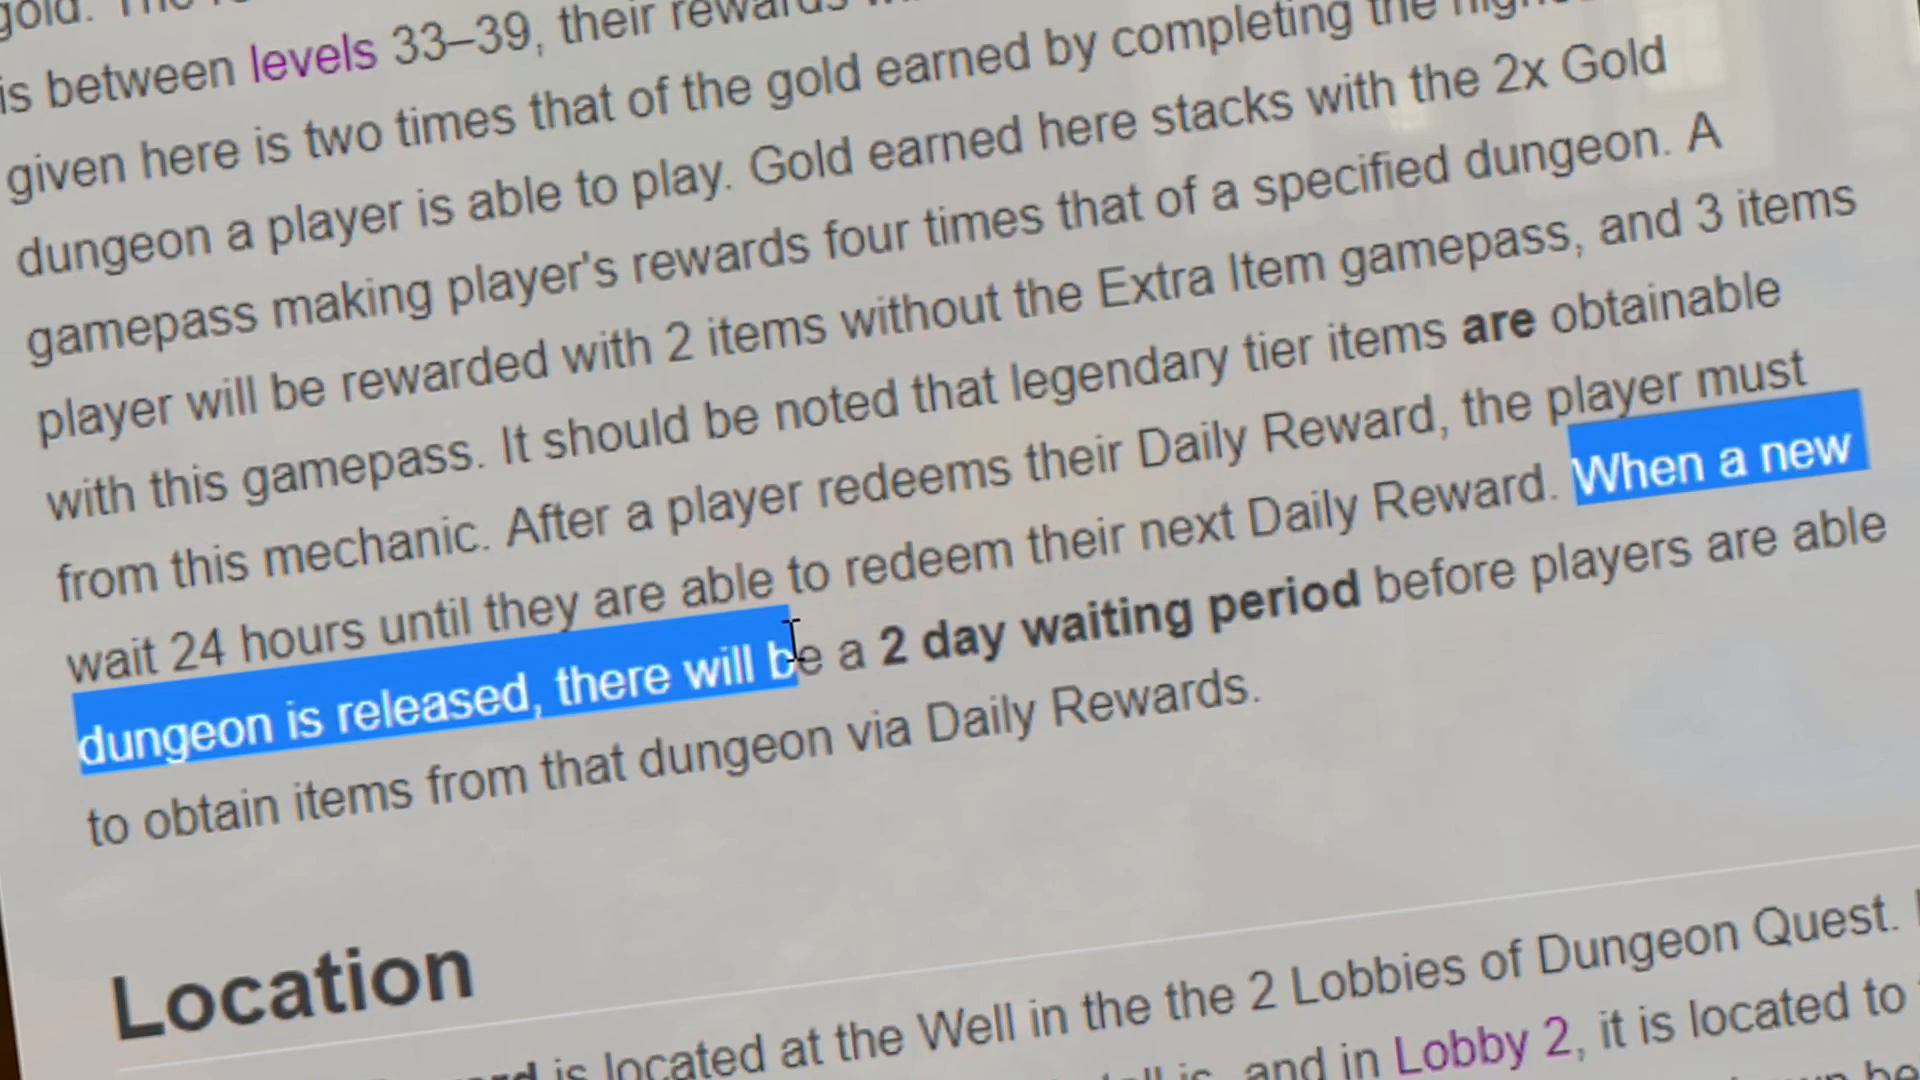 gold. The
is between levels 33–39, their rewards
given here is two times that of the gold earned by completing the
dungeon a player is able to play. Gold earned here stacks with the 2x Gold
gamepass making player's rewards four times that of a specified dungeon. A
player will be rewarded with 2 items without the Extra Item gamepass, and 3 items
with this gamepass. It should be noted that legendary tier items are obtainable
from this mechanic. After a player redeems their Daily Reward, the player must
wait 24 hours until they are able to redeem their next Daily Reward. When a new
dungeon is released, there will be a 2 day waiting period before players are able
to obtain items from that dungeon via Daily Rewards.
Location
is located at the Well in the the 2 Lobbies of Dungeon Quest.
and in Lobby 2, it is located to